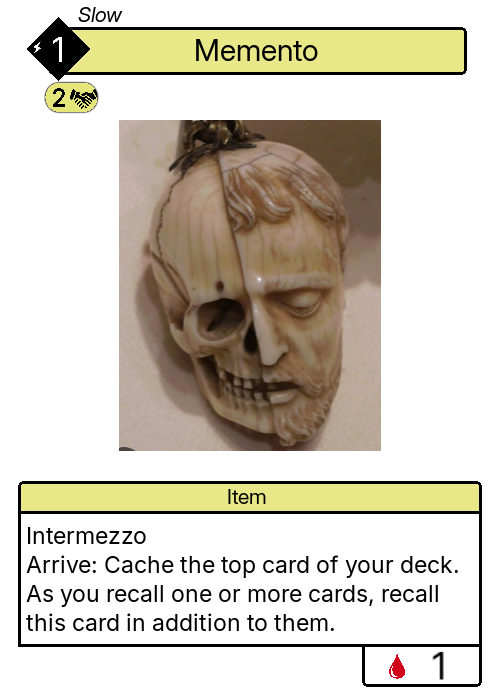 Slow
1
Memento
2
Item
Intermezzo
Arrive: Cache the top card of your deck.
As you recall one or more cards, recall
this card in addition to them.
1